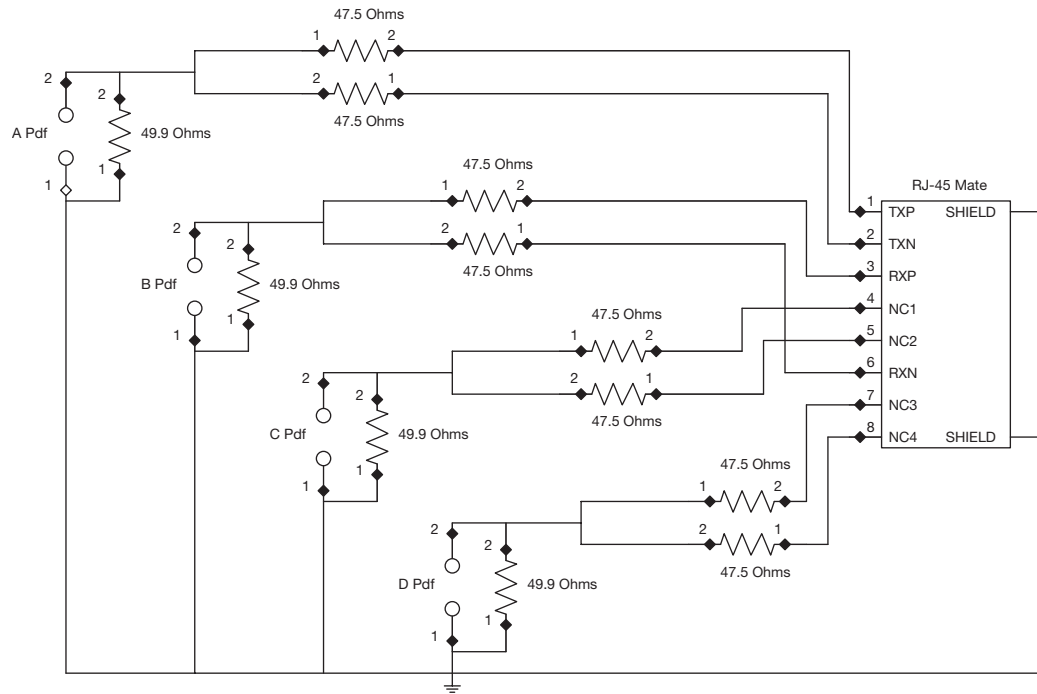 47.5 Ohms
1 2
2 1
47.5 Ohms
2
2
A Pdf
49.9 Ohms
1
1
47.5 Ohms
1 2
2 1
47.5 Ohms
2
2
B Pdf
49.9 Ohms
1
1
47.5 Ohms
1 2
2 1
47.5 Ohms
2
2
C Pdf
49.9 Ohms
1
1
47.5 Ohms
1 2
2 1
47.5 Ohms
2
2
D Pdf
49.9 Ohms
1
1
RJ-45 Mate
1 TXP SHIELD
2 TXN
3 RXP
4 NC1
5 NC2
6 RXN
7 NC3
8 NC4 SHIELD